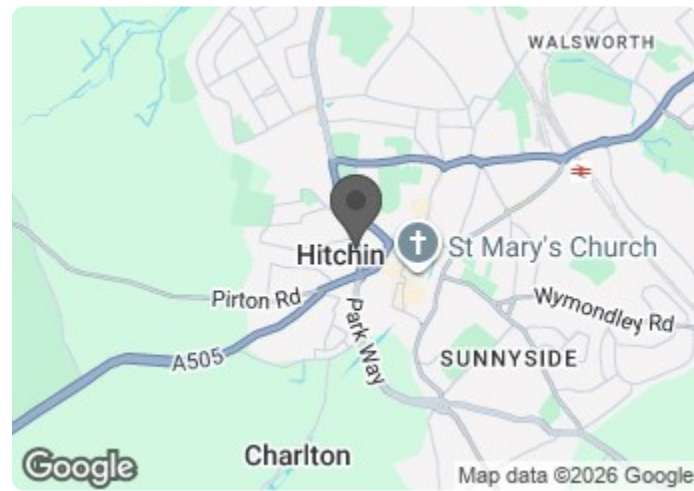 WALSWORTH
Hitchin
St Mary's Church
Pirton Rd
Park Way
Wymondley Rd
A505
SUNNYSIDE
Charlton
Google
Map data ©2026 Google